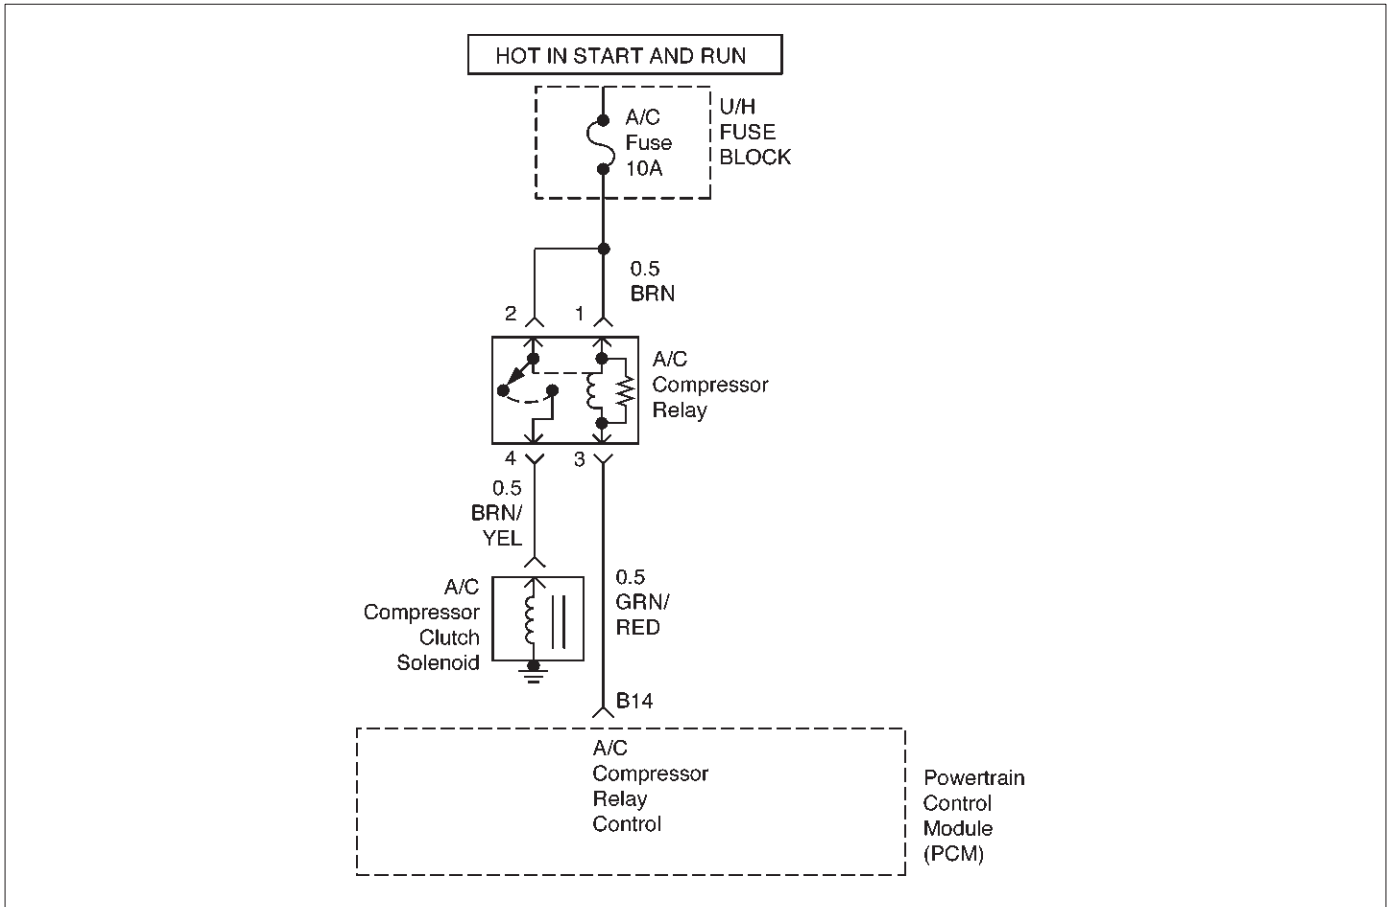 HOT IN START AND RUN
A/C
Fuse
10A
U/H
FUSE
BLOCK
0.5
BRN
2
1
A/C
Compressor
Relay
4
3
0.5
BRN/
YEL
A/C
Compressor
Clutch
Solenoid
0.5
GRN/
RED
B14
A/C
Compressor
Relay
Control
Powertrain
Control
Module
(PCM)